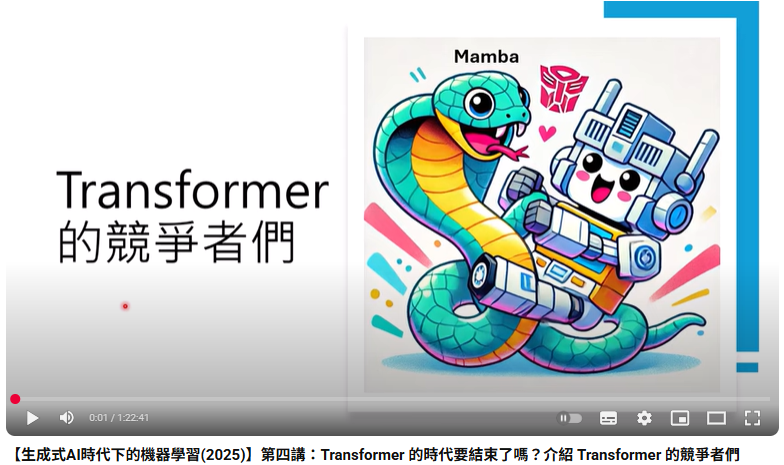 Mamba
Transformer
的競爭者們
0:01 / 1:22:41
【生成式AI時代下的機器學習(2025)】第四講：Transformer 的時代要結束了嗎？介紹 Transformer 的競爭者們